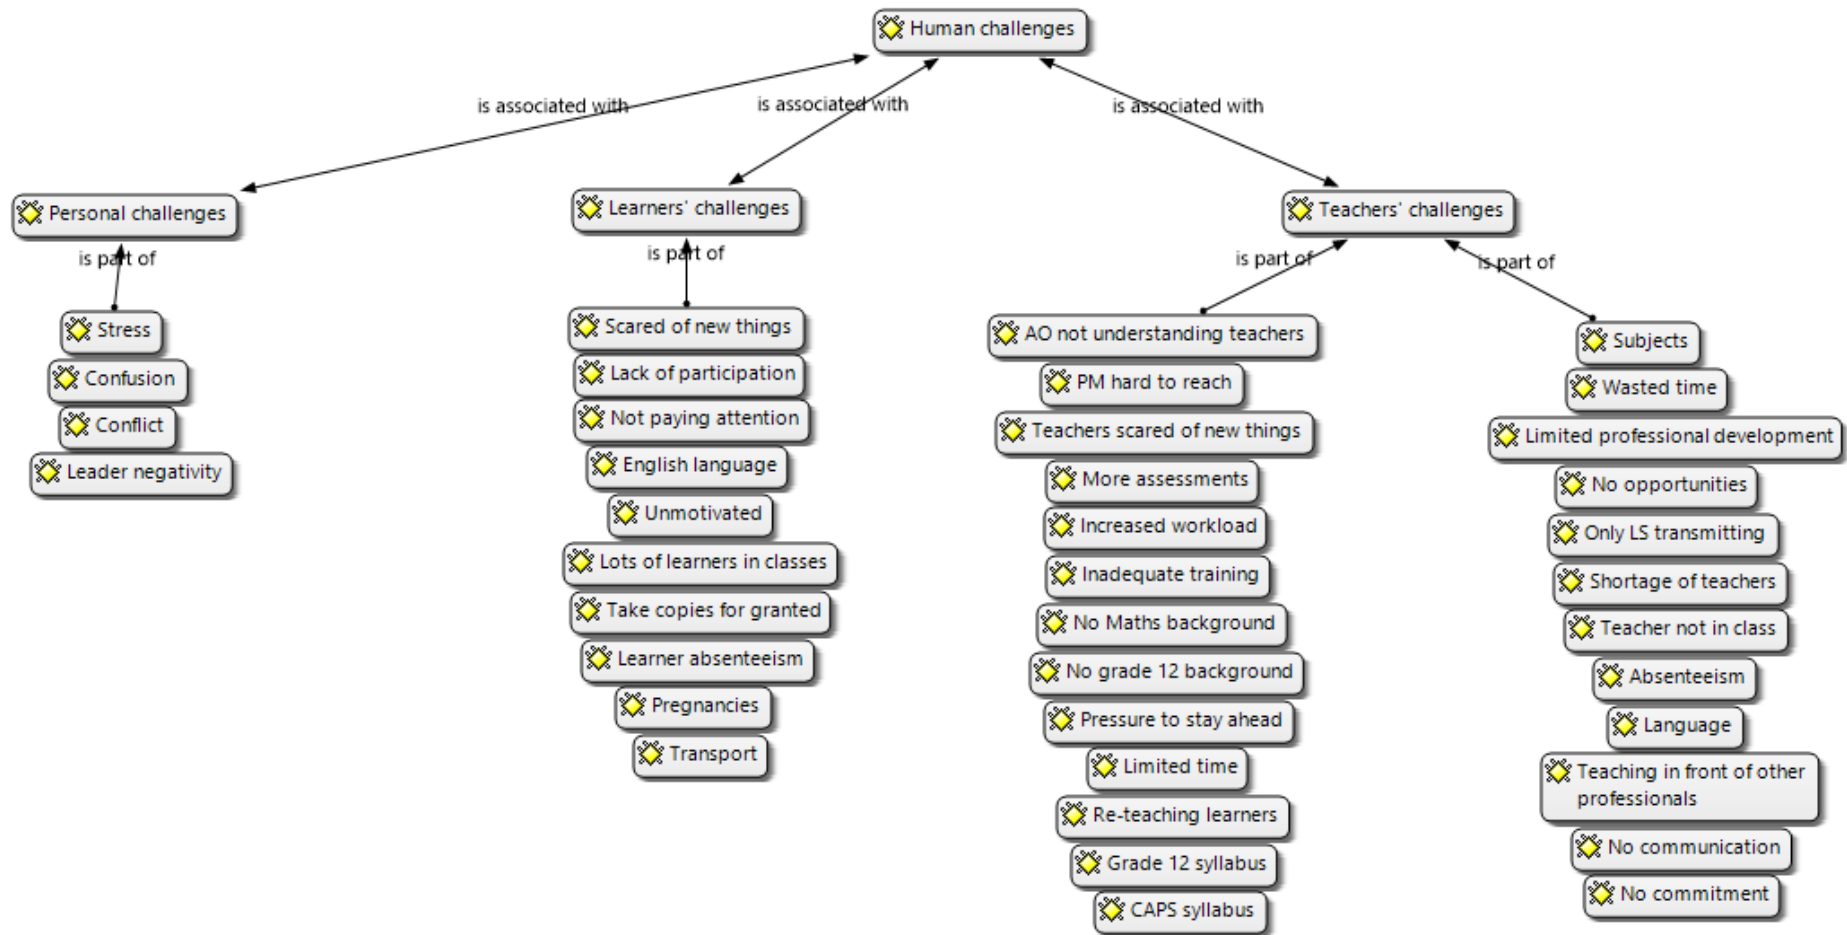 Human challenges
is associated with
is associated with
is associated with
Personal challenges
Learners' challenges
Teachers' challenges
is part of
is part of
is part of
is part of
Stress
Confusion
Conflict
Leader negativity
Scared of new things
Lack of participation
Not paying attention
English language
Unmotivated
Lots of learners in classes
Take copies for granted
Learner absenteeism
Pregnancies
Transport
AO not understanding teachers
PM hard to reach
Teachers scared of new things
More assessments
Increased workload
Inadequate training
No Maths background
No grade 12 background
Pressure to stay ahead
Limited time
Re-teaching learners
Grade 12 syllabus
CAPS syllabus
Subjects
Wasted time
Limited professional development
No opportunities
Only LS transmitting
Shortage of teachers
Teacher not in class
Absenteeism
Language
Teaching in front of other
professionals
No communication
No commitment